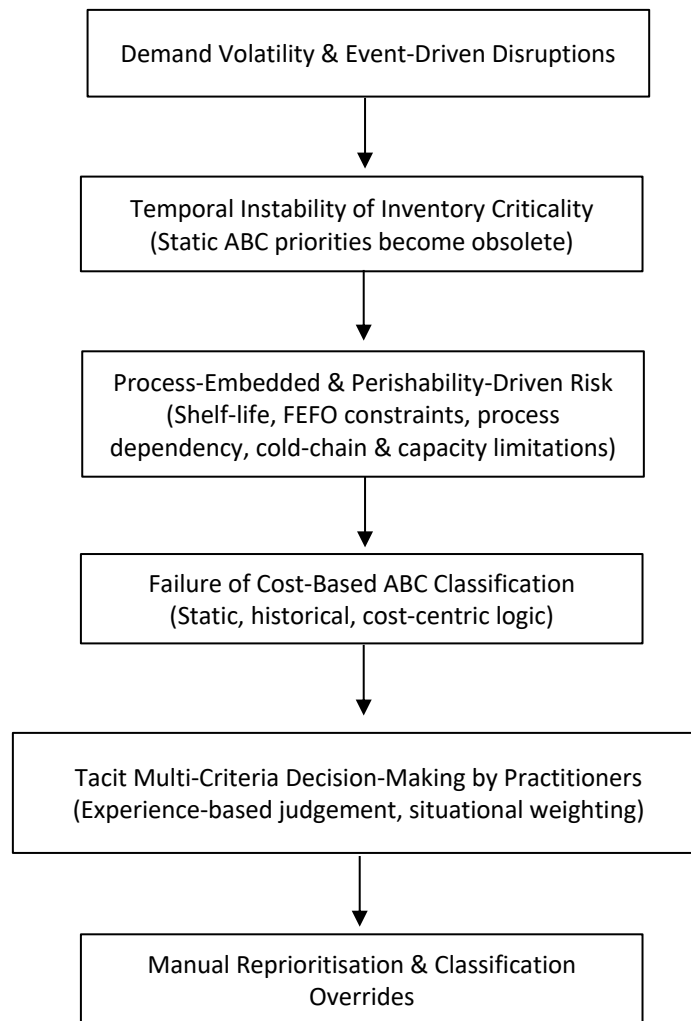 Demand Volatility & Event-Driven Disruptions
Temporal Instability of Inventory Criticality
(Static ABC priorities become obsolete)
Process-Embedded & Perishability-Driven Risk
(Shelf-life, FEFO constraints, process
dependency, cold-chain & capacity limitations)
Failure of Cost-Based ABC Classification
(Static, historical, cost-centric logic)
Tacit Multi-Criteria Decision-Making by Practitioners
(Experience-based judgement, situational weighting)
Manual Reprioritisation & Classification
Overrides